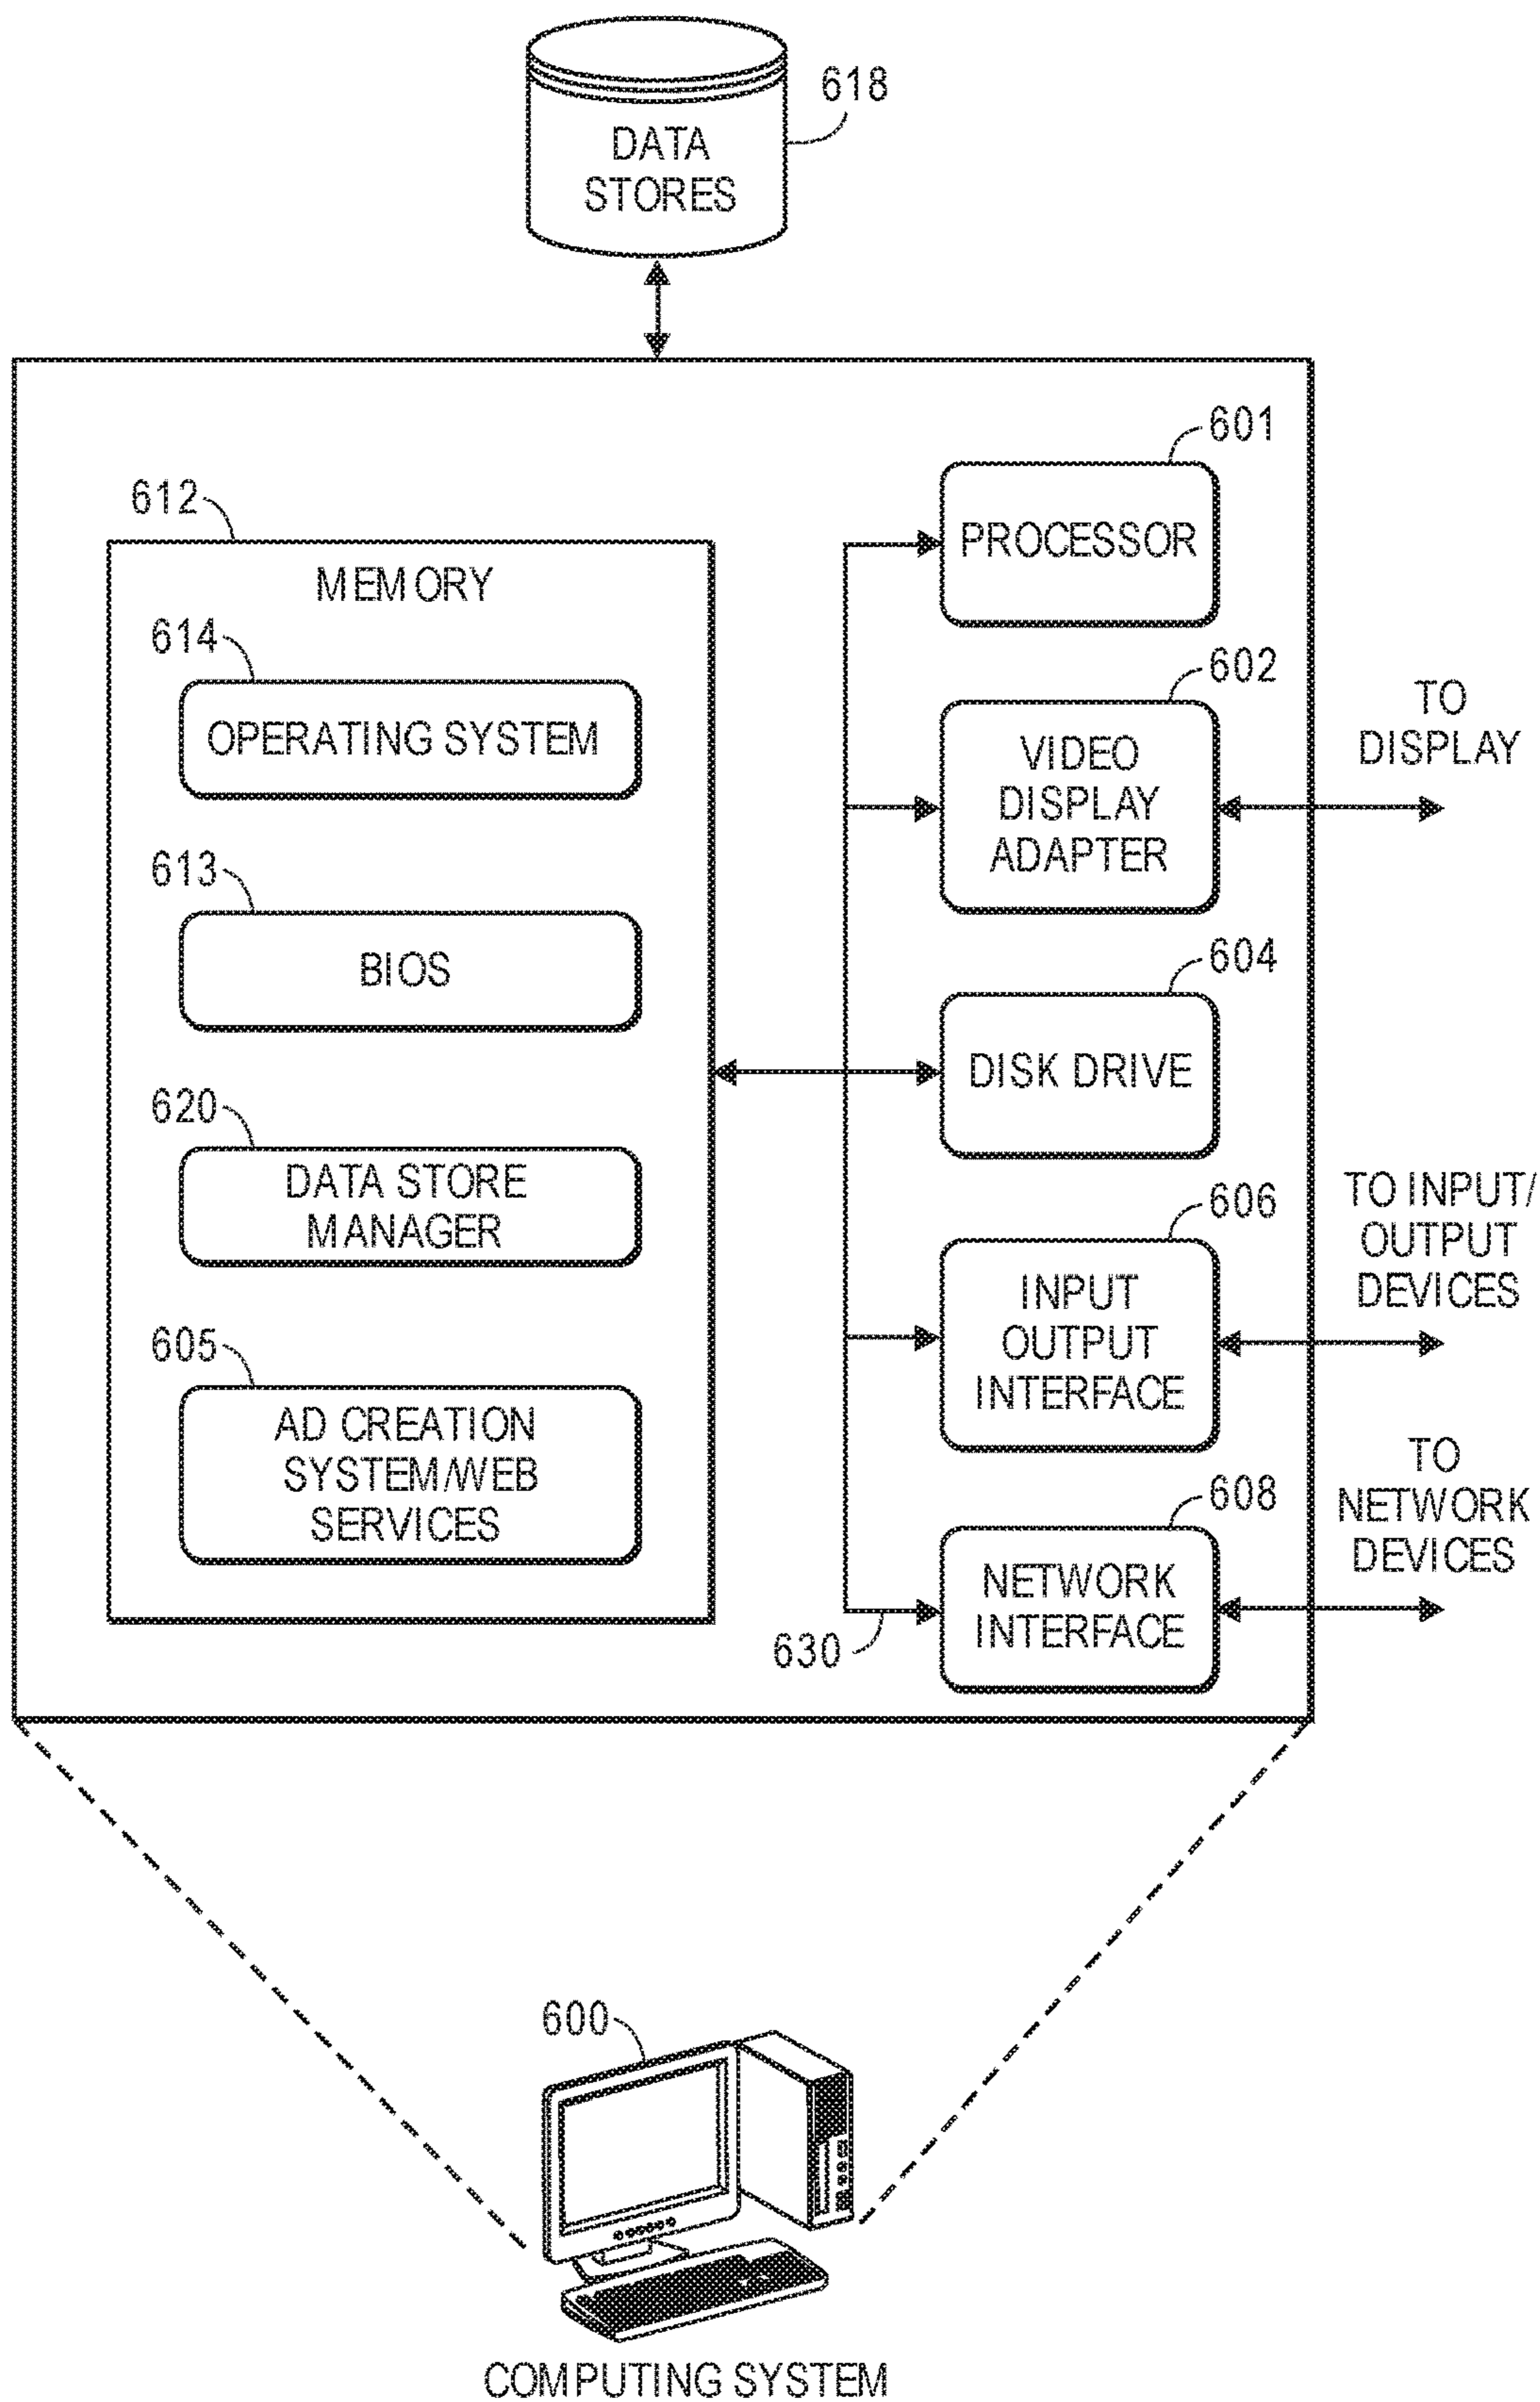 618
DATA
STORES
601
612
PROCESSOR
MEMORY
614
OPERATING SYSTEM
602
VIDEO
DISPLAY
ADAPTER
TO
DISPLAY
613
BIOS
604
DISK DRIVE
620
DATA STORE
MANAGER
606
INPUT
OUTPUT
INTERFACE
TO INPUT/
OUTPUT
DEVICES
605
AD CREATION
SYSTEM/WEB
SERVICES
608
NETWORK
INTERFACE
TO
NETWORK
DEVICES
630
600
COMPUTING SYSTEM